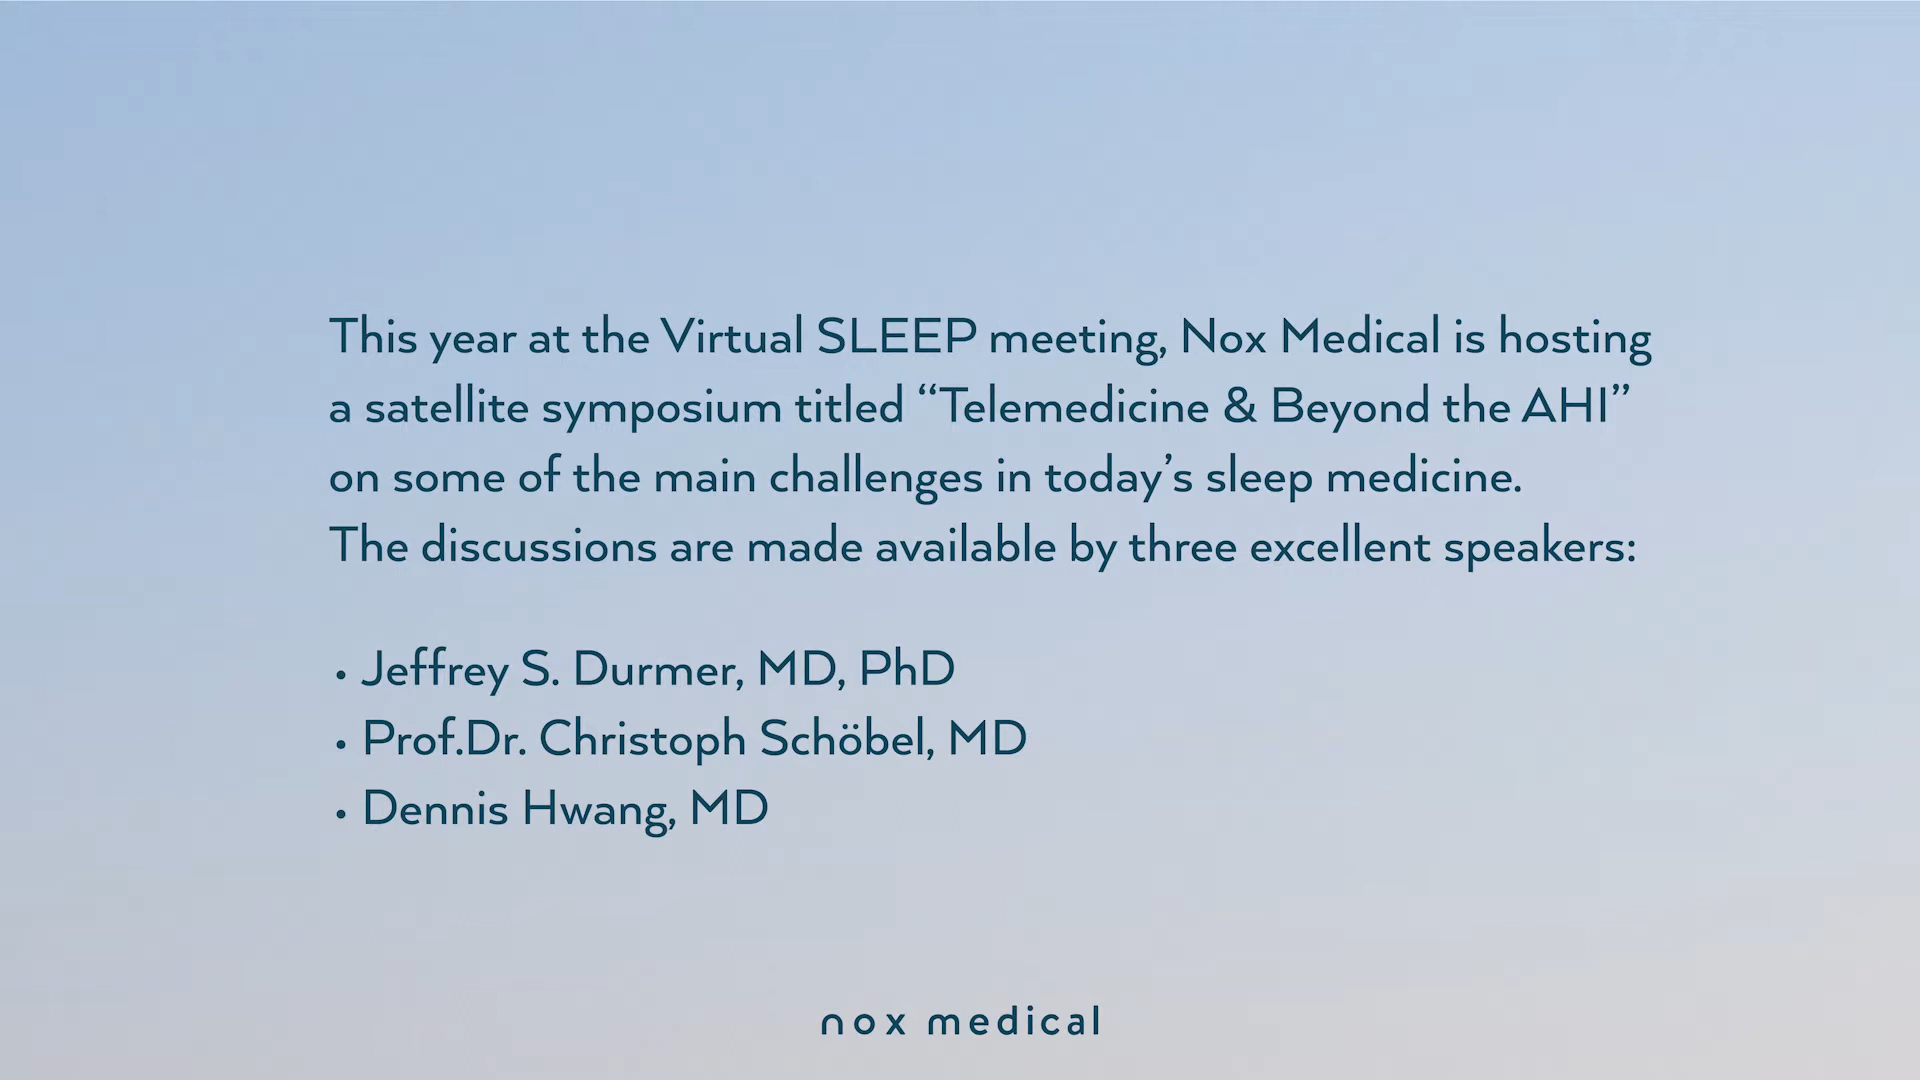 This year at the Virtual SLEEP meeting, Nox Medical is hosting
a satellite symposium titled “Telemedicine & Beyond the AHI”
on some of the main challenges in today’s sleep medicine.
The discussions are made available by three excellent speakers:
• Jeffrey S. Durmer, MD, PhD
• Prof.Dr. Christoph Schöbel, MD
• Dennis Hwang, MD
nox medical